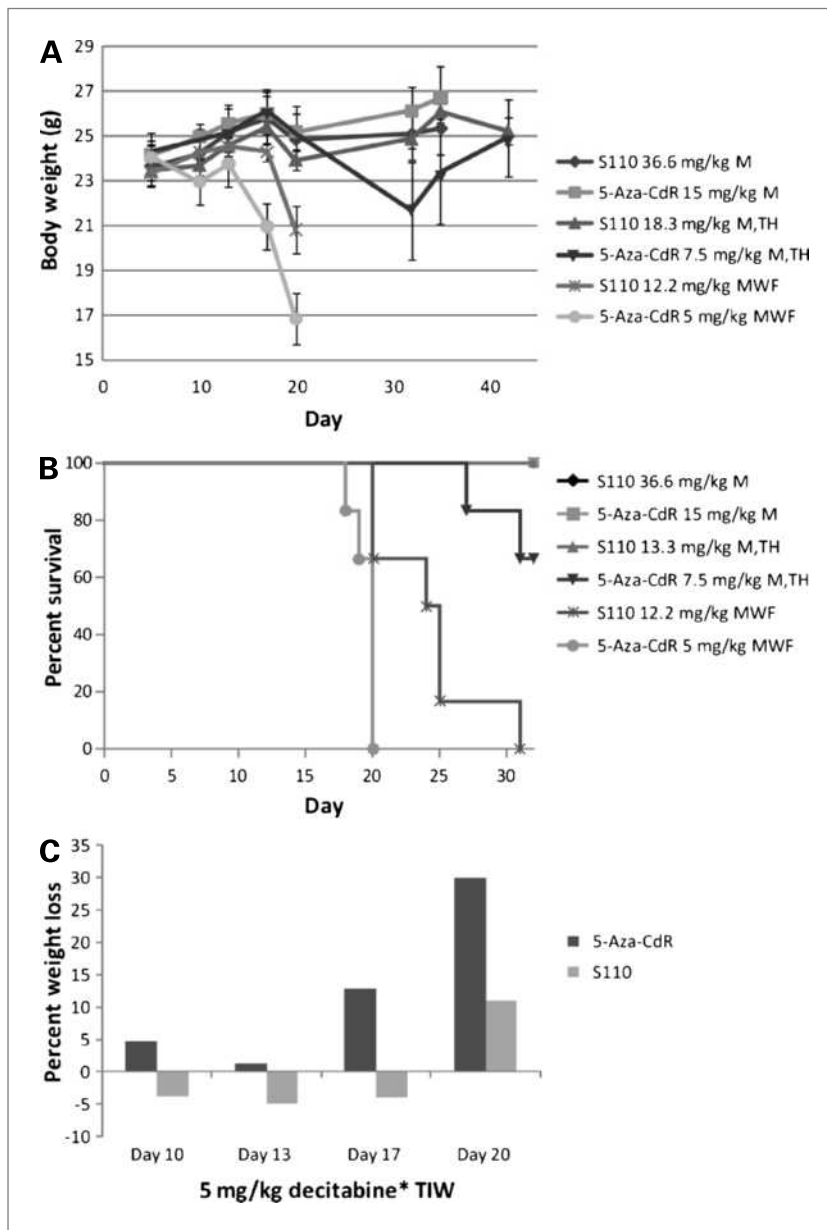 A
29
27
25
23
21
19
17
15
Body weight (g)
0
10
20
30
40
Day
S110 36.6 mg/kg M
5-Aza-CdR 15 mg/kg M
S110 18.3 mg/kg M,TH
5-Aza-CdR 7.5 mg/kg M,TH
S110 12.2 mg/kg MWF
5-Aza-CdR 5 mg/kg MWF
B
100
80
60
40
20
0
Percent survival
0
5
10
15
20
25
30
Day
S110 36.6 mg/kg M
5-Aza-CdR 15 mg/kg M
S110 13.3 mg/kg M,TH
5-Aza-CdR 7.5 mg/kg M,TH
S110 12.2 mg/kg MWF
5-Aza-CdR 5 mg/kg MWF
C
35
30
25
20
15
10
5
0
-5
-10
Percent weight loss
Day 10
Day 13
Day 17
Day 20
5 mg/kg decitabine* TIW
5-Aza-CdR
S110